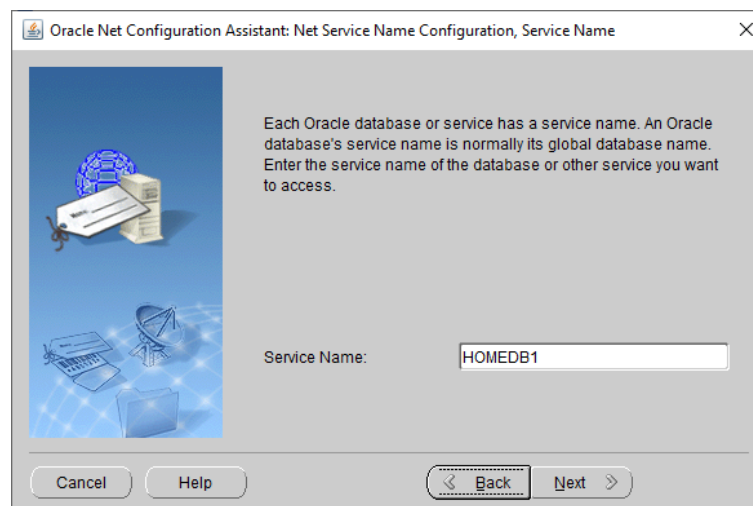 Oracle Net Configuration Assistant: Net Service Name Configuration, Service Name
Each Oracle database or service has a service name. An Oracle
database's service name is normally its global database name.
Enter the service name of the database or other service you want
to access.
Service Name:
HOMEDB1
Cancel
Help
Back
Next